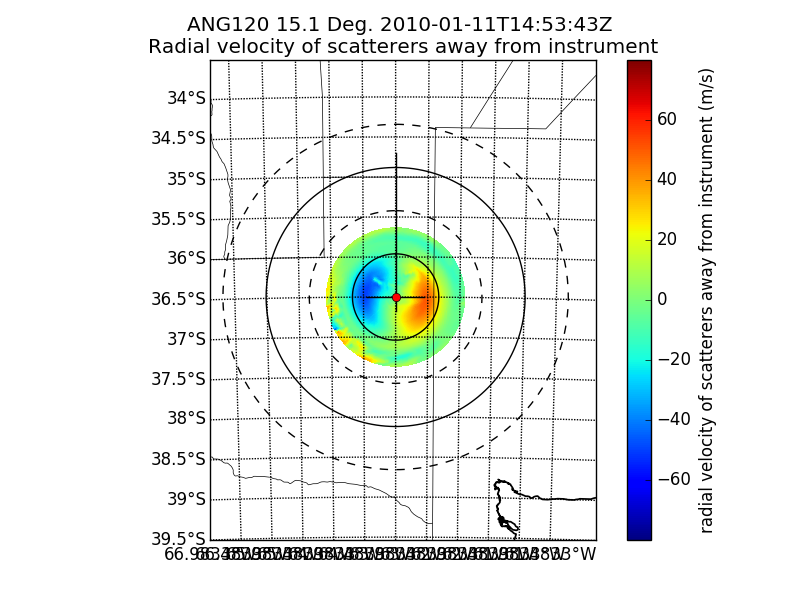 ANG120 15.1 Deg. 2010-01-11T14:53:43Z
Radial velocity of scatterers away from instrument
34°S
34.5°S
35°S
35.5°S
36°S
36.5°S
37°S
37.5°S
38°S
38.5°S
39°S
39.5°S
60
40
20
0
−20
−40
−60
radial velocity of scatterers away from instrument (m/s)